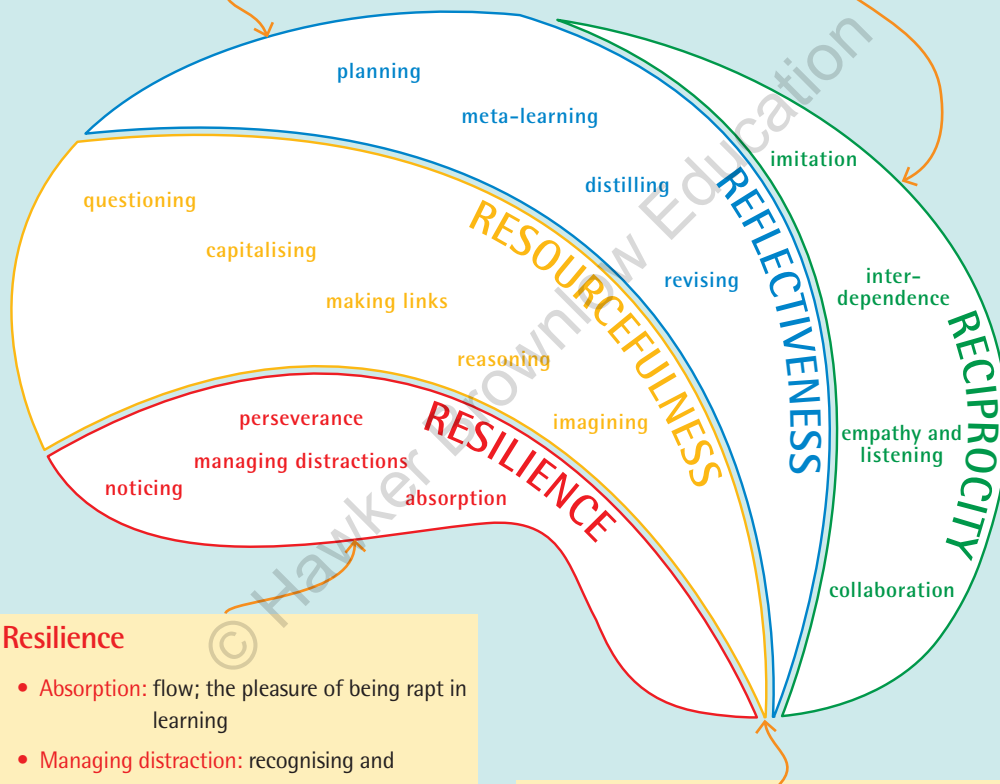 planning
meta-learning
distilling
revising
REFLECTIVENESS
imitation
inter-
dependence
empathy and
listening
collaboration
RECIPROCITY
questioning
capitalising
making links
reasoning
imagining
RESOURCEFULNESS
perseverance
managing distractions
noticing
absorption
RESILIENCE
© Hawker Brownlow Education
Resilience
• Absorption: flow; the pleasure of being rapt in
learning
• Managing distraction: recognising and